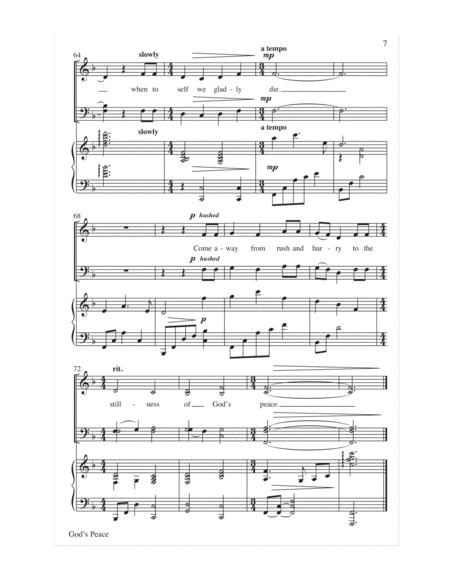 7
64 slowly a tempo
mp
when to self we glad-ly die.
mp
slowly a tempo
mp
68 p hushed
Come a-way from rush and hur-ry to the
p hushed
p
72 rit.
still-ness of God's peace.
God's Peace